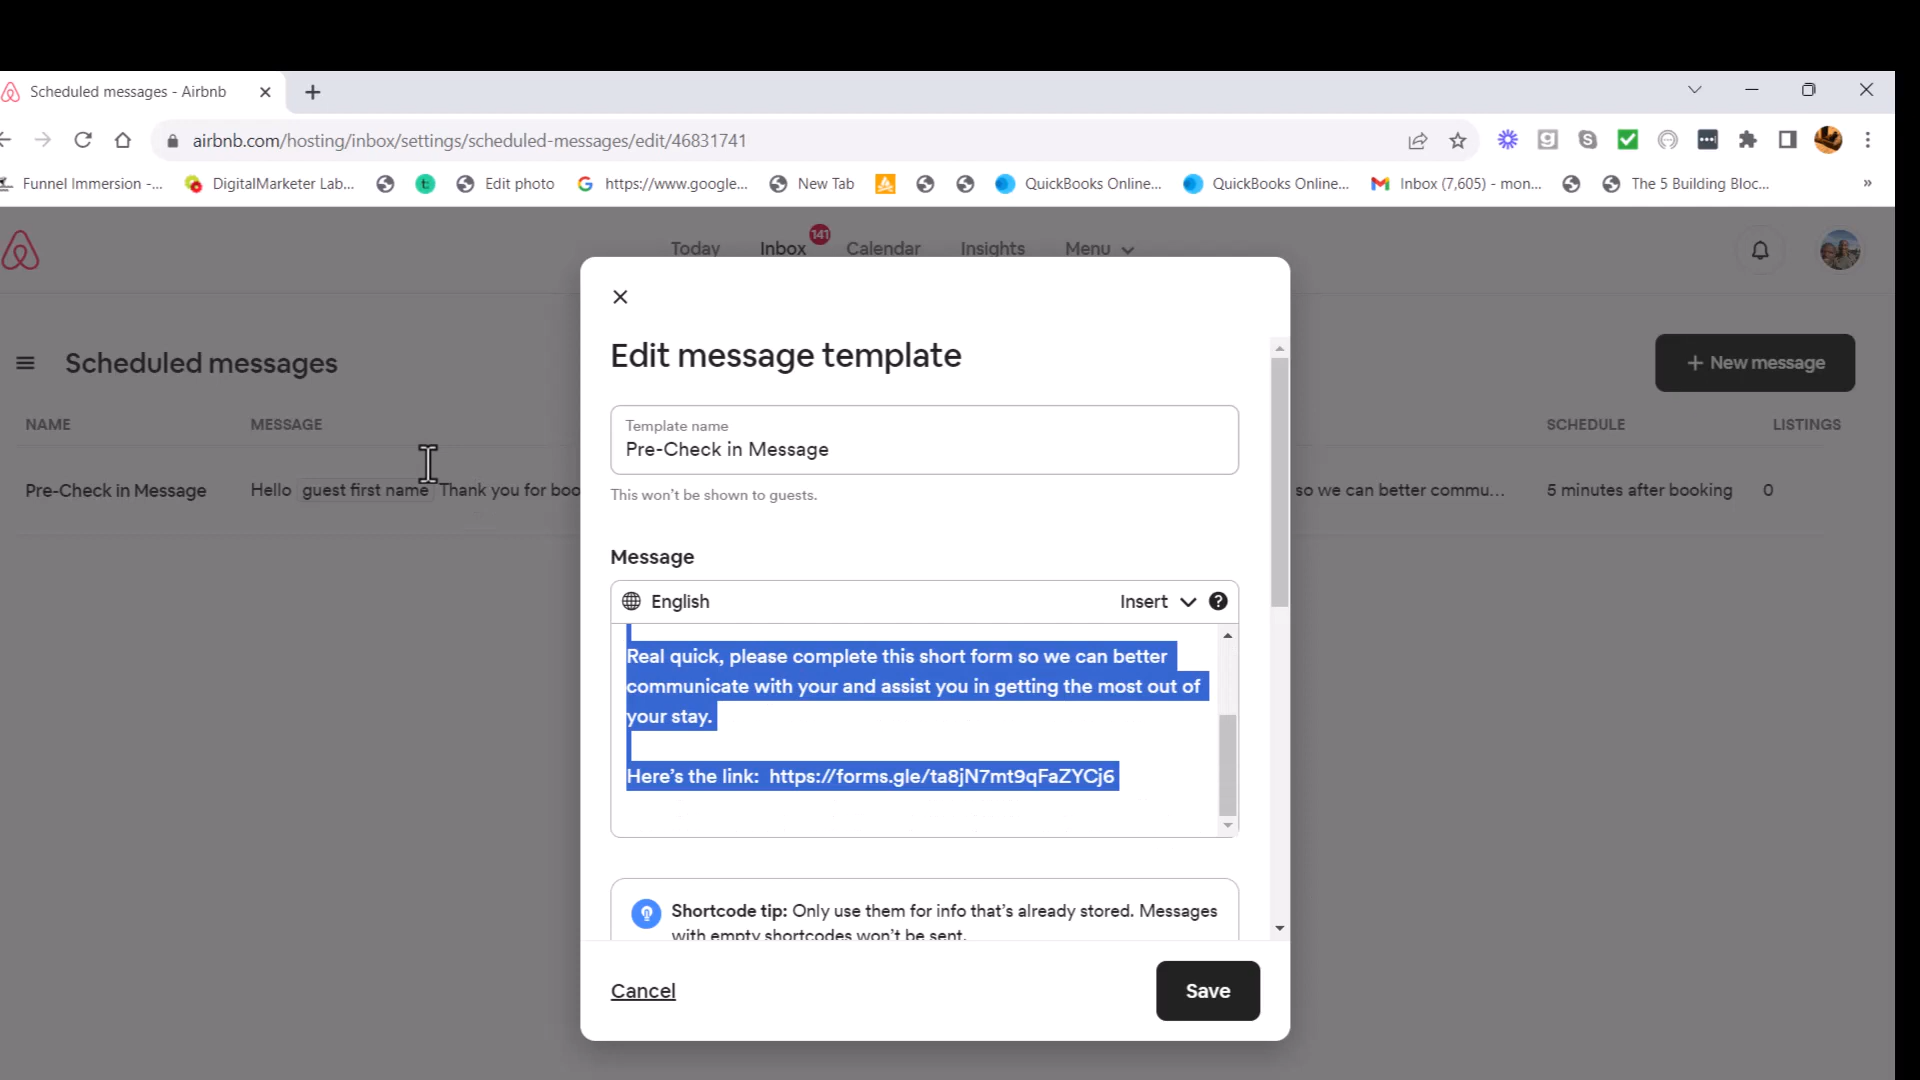 Scheduled messages - Airbnb
airbnb.com/hosting/inbox/settings/scheduled-messages/edit/46831741
Funnel Immersion -... DigitalMarketer Lab... Edit photo https://www.google... New Tab QuickBooks Online... QuickBooks Online... Inbox (7,605) - mon... The 5 Building Bloc... »
Today Inbox 141 Calendar Insights Menu
Scheduled messages
+ New message
NAME MESSAGE SCHEDULE LISTINGS
Pre-Check in Message Hello guest first name Thank you for boo so we can better commu... 5 minutes after booking 0
Edit message template
Template name
Pre-Check in Message
This won't be shown to guests.
Message
English Insert ?
Real quick, please complete this short form so we can better
communicate with your and assist you in getting the most out of
your stay.
Here's the link:  https://forms.gle/ta8jN7mt9qFaZYCj6
Shortcode tip: Only use them for info that's already stored. Messages
with empty shortcodes won't be sent.
Cancel Save